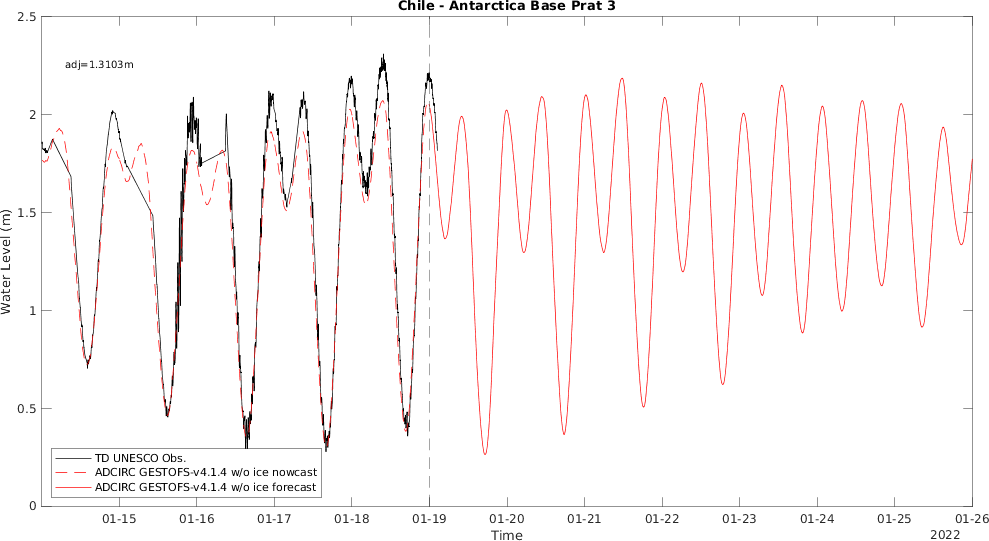 Chile - Antarctica Base Prat 3
2.5
adj=1.3103m
2
1.5
1
0.5
0
Water Level (m)
TD UNESCO Obs.
ADCIRC GESTOFS-v4.1.4 w/o ice nowcast
ADCIRC GESTOFS-v4.1.4 w/o ice forecast
01-15 01-16 01-17 01-18 01-19 01-20 01-21 01-22 01-23 01-24 01-25 01-26
Time
2022